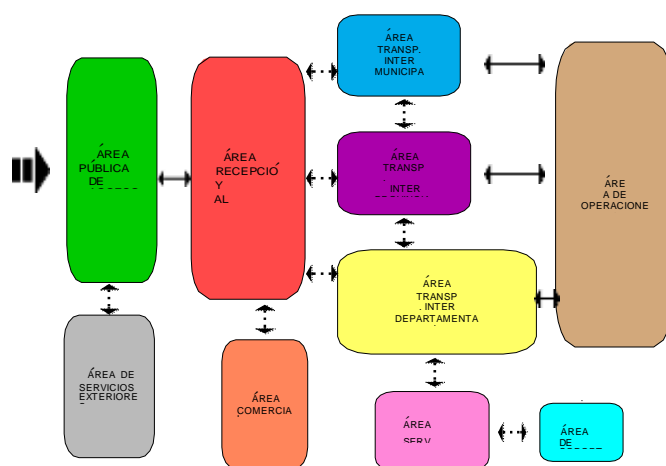 ÁREA
TRANSP.
INTER
MUNICIPA
ÁREA
PÚBLICA
DE
ÁREA
RECEPCIÓ
Y
AL
ÁREA
TRANSP
INTER
ÁRE
A DE
OPERACIONE
ÁREA
TRANSP
. INTER
DEPARTAMENTA
ÁREA DE
SERVICIOS
EXTERIORE
ÁREA
COMERCIA
ÁREA
SERV
ÁREA
DE